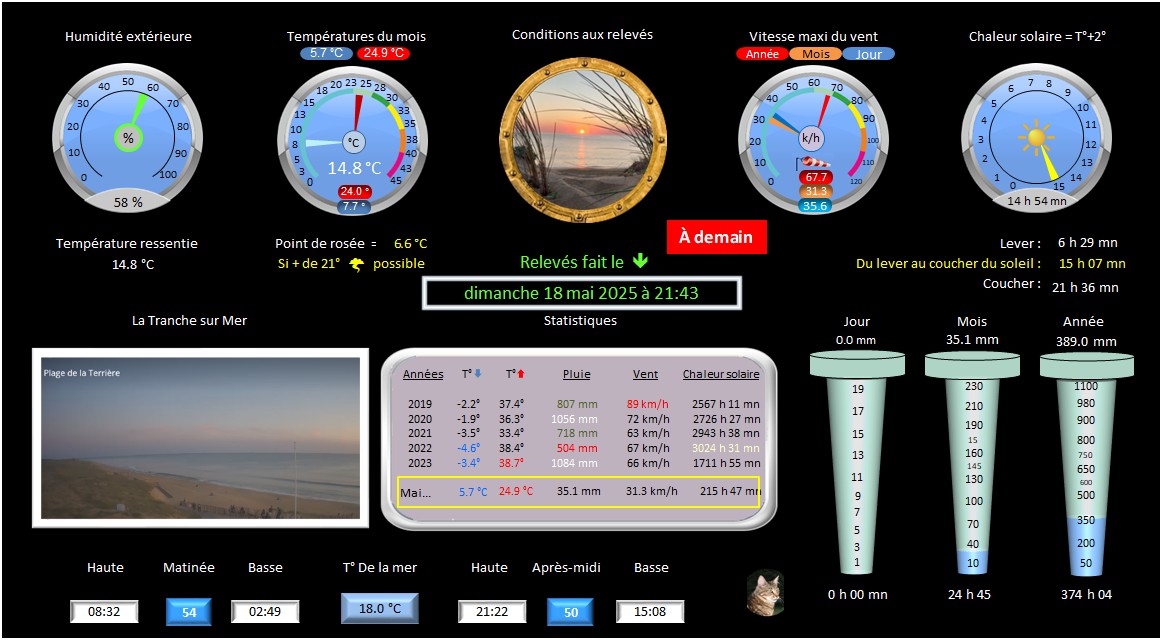 Humidité extérieure
Températures du mois
Conditions aux relevés
Vitesse maxi du vent
Chaleur solaire = T°+2°
5.7 °C 24.9 °C
Année Mois Jour
0 10 20 30 40 50 60 70 80 90 100
%
58 %
0 3 5 8 10 13 15 18 20 23 25 28 30 33 35 38 40 43 45
°C
14.8 °C
24.0 °
7.7 °
0 10 20 30 40 50 60 70 80 90 100 110 120
k/h
67.7
31.3
35.6
0 1 2 3 4 5 6 7 8 9 10 11 12 13 14 15
14 h 54 mn
Température ressentie
14.8 °C
Point de rosée = 6.6 °C
Si + de 21° possible
À demain
Relevés fait le
dimanche 18 mai 2025 à 21:43
Lever : 6 h 29 mn
Du lever au coucher du soleil : 15 h 07 mn
Coucher : 21 h 36 mn
La Tranche sur Mer
Plage de la Terrière
Statistiques
Années T° T° Pluie Vent Chaleur solaire
2019 -2.2° 37.4° 807 mm 89 km/h 2567 h 11 mn
2020 -1.9° 36.3° 1056 mm 72 km/h 2726 h 27 mn
2021 -3.5° 33.4° 718 mm 63 km/h 2943 h 38 mn
2022 -4.6° 38.4° 504 mm 67 km/h 3024 h 31 mn
2023 -3.4° 38.7° 1084 mm 66 km/h 1711 h 55 mn
Mai... 5.7 °C 24.9 °C 35.1 mm 31.3 km/h 215 h 47 mn
Jour
0.0 mm
19
17
15
13
11
9
7
5
3
1
0 h 00 mn
Mois
35.1 mm
230
210
190
15
160
145
130
100
70
40
10
24 h 45
Année
389.0 mm
1100
980
900
800
750
650
600
500
350
200
50
374 h 04
Haute Matinée Basse T° De la mer Haute Après-midi Basse
08:32 54 02:49 18.0 °C 21:22 50 15:08